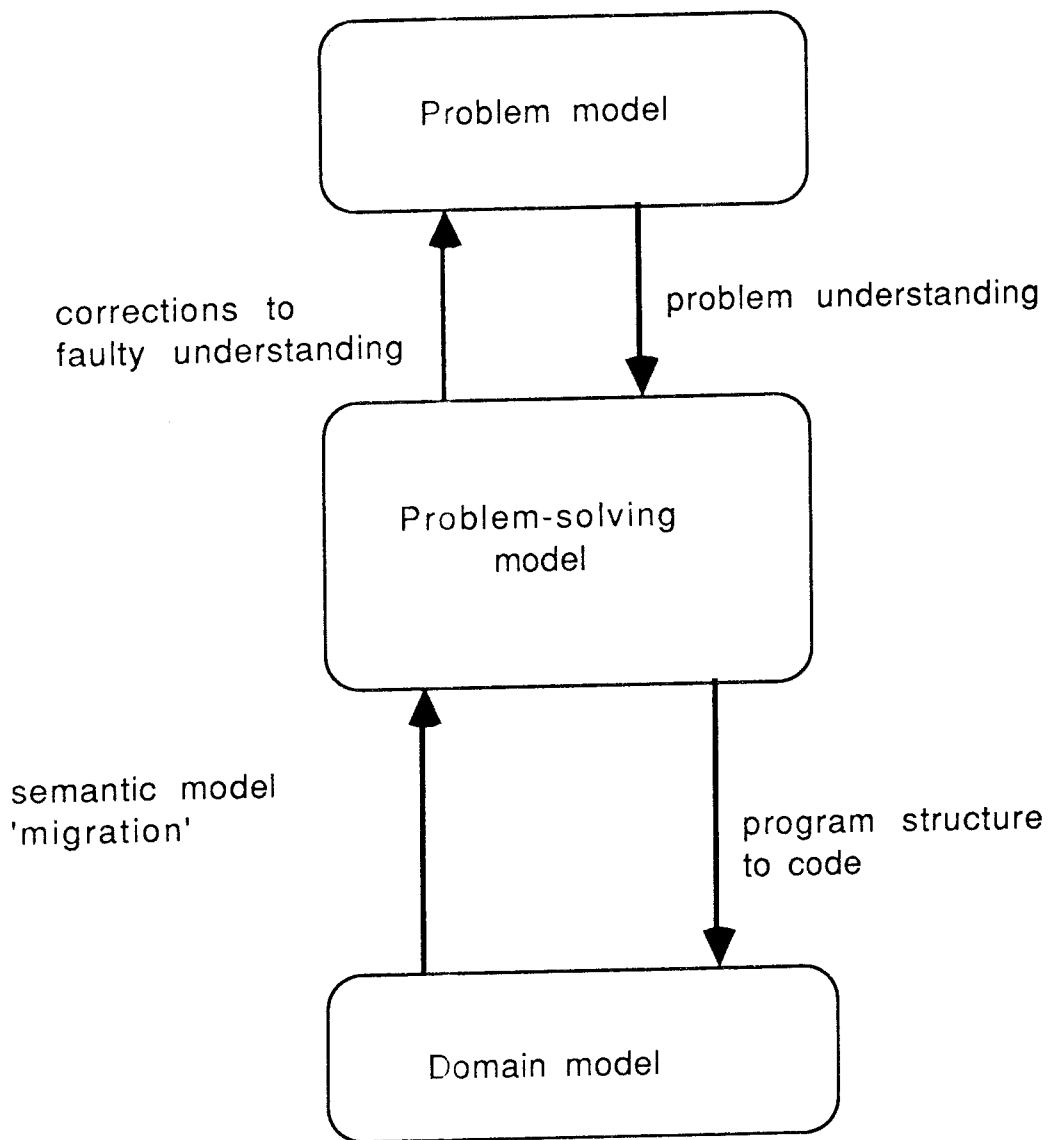 Problem model
corrections to
faulty understanding
problem understanding
Problem-solving
model
semantic model
'migration'
program structure
to code
Domain model